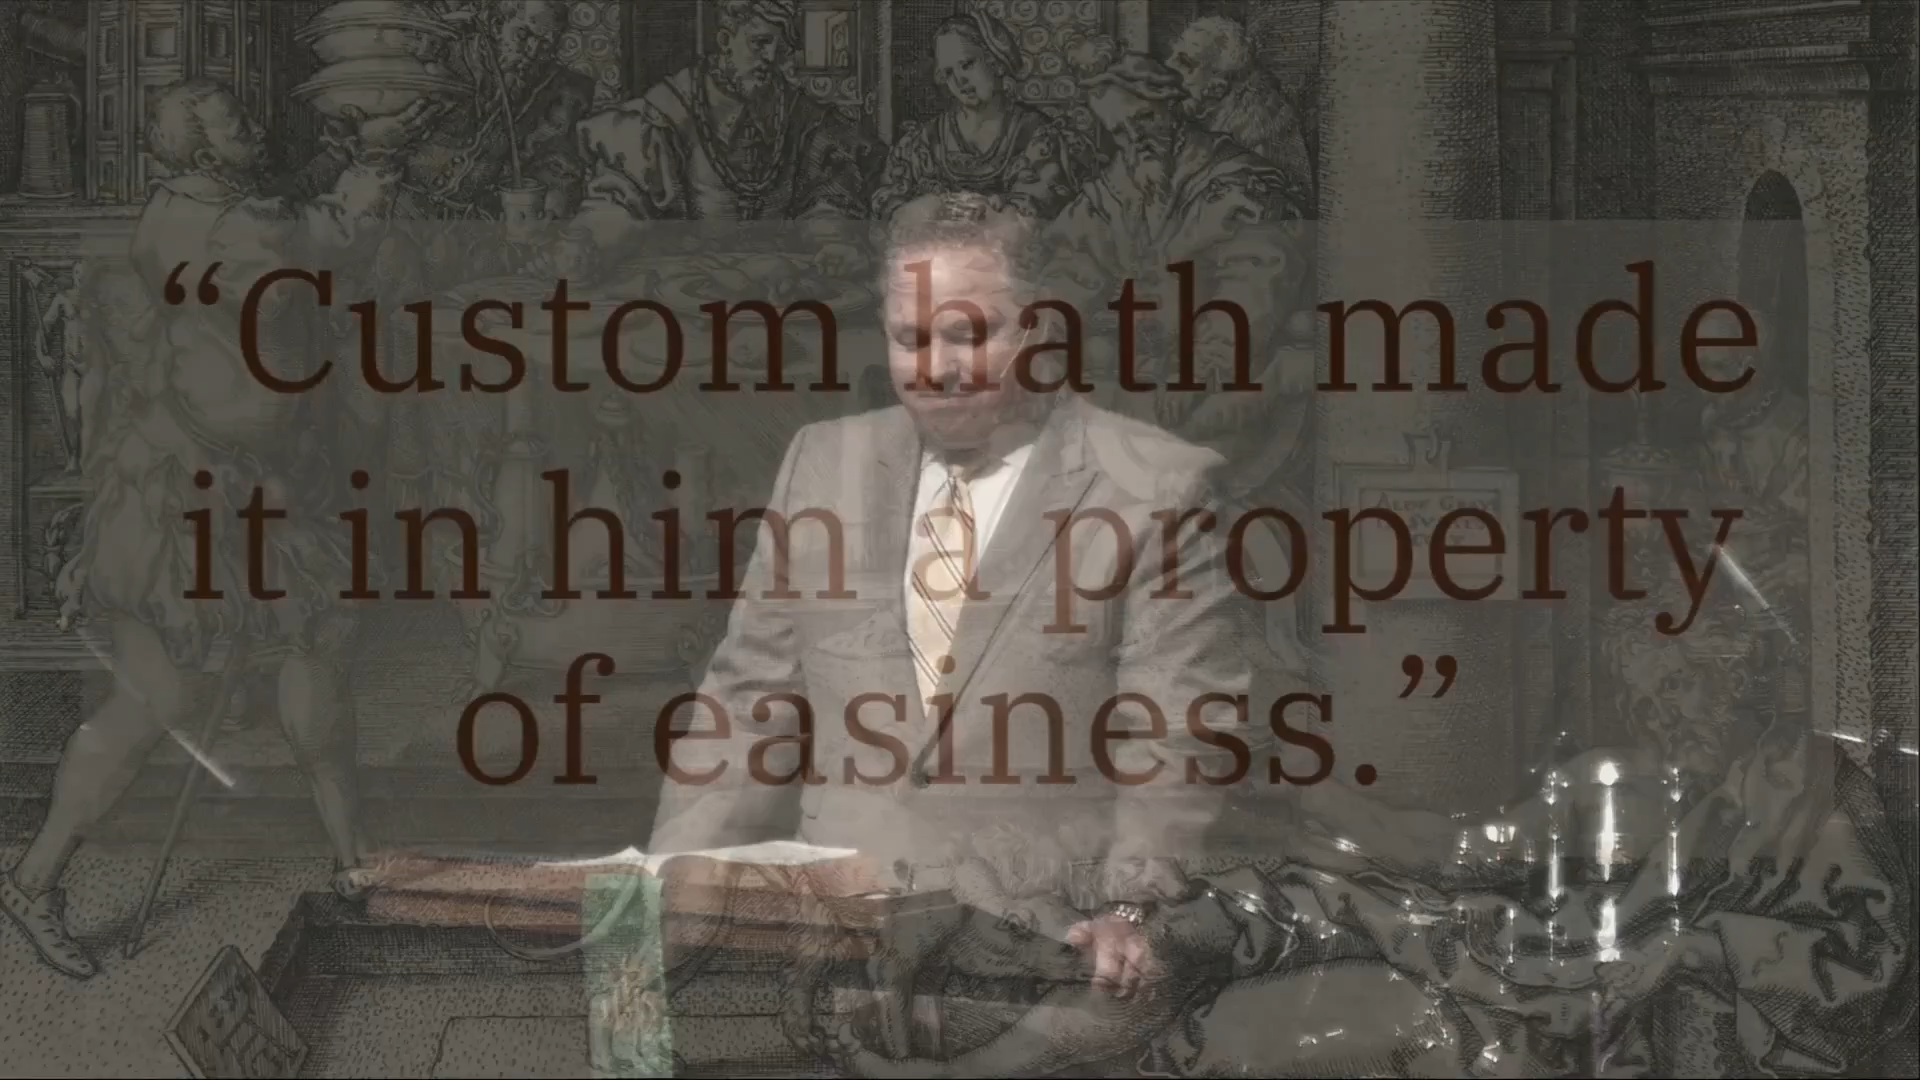 “Custom hath made
it in him a property
of easiness.”